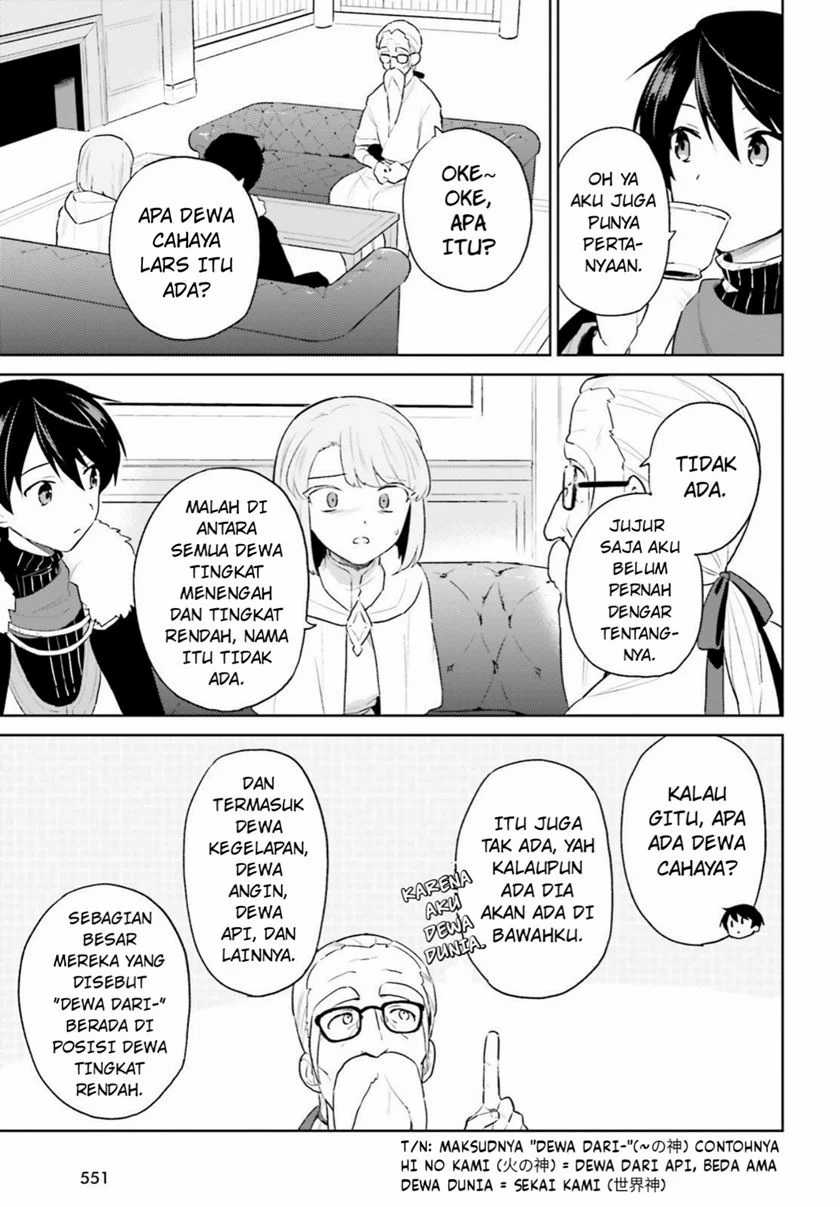 OH YA
AKU JUGA
PUNYA
PERTA-
NYAAN.
OKE~
OKE,
APA
ITU?
APA DEWA
CAHAYA
LARS ITU
ADA?
TIDAK
ADA.
JUJUR
SAJA AKU
BELUM
PERNAH
DENGAR
TENTANG-
NYA.
MALAH DI
ANTARA
SEMUA DEWA
TINGKAT
MENENGAH
DAN TINGKAT
RENDAH, NAMA
ITU TIDAK
ADA.
KALAU
GITU, APA
ADA DEWA
CAHAYA?
ITU JUGA
TAK ADA, YAH
KALAUPUN
ADA DIA
AKAN ADA DI
BAWAHKU.
KARENA
AKU
DEWA
DUNIA.
DAN
TERMASUK
DEWA
KEGELAPAN,
DEWA
ANGIN,
DEWA
API, DAN
LAINNYA.
SEBAGIAN
BESAR
MEREKA YANG
DISEBUT
"DEWA DARI-"
BERADA DI
POSISI DEWA
TINGKAT
RENDAH.
T/N: MAKSUDNYA "DEWA DARI-"(~の神) CONTOHNYA
HI NO KAMI (火の神) = DEWA DARI API, BEDA AMA
DEWA DUNIA = SEKAI KAMI (世界神)
551